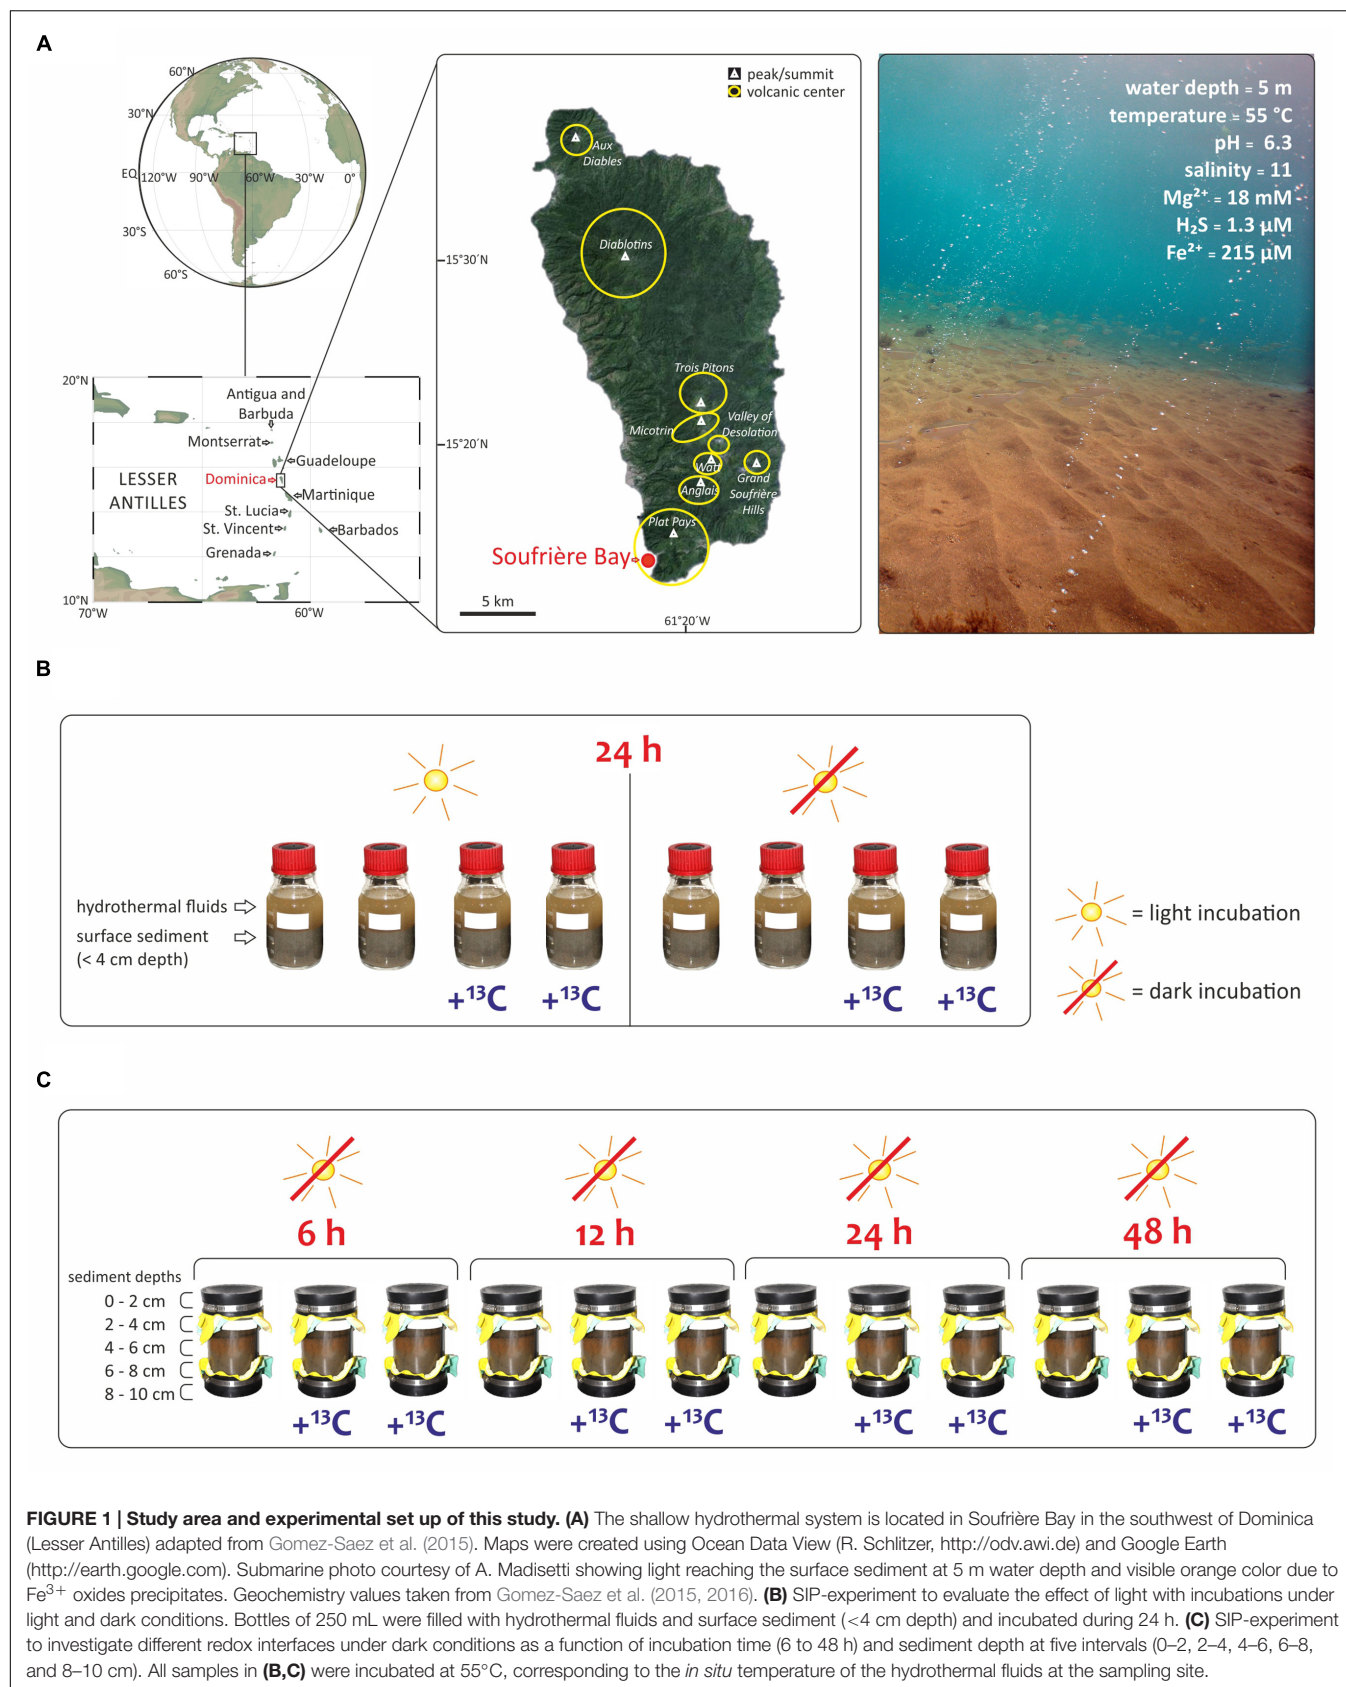 A
60°N
30°N
EQ
120°W 90°W 60°W 30°W 0°
30°S
60°S
20°N
Antigua and
Barbuda
Montserrat
Guadeloupe
LESSER
ANTILLES
Dominica
Martinique
St. Lucia
St. Vincent
Barbados
Grenada
10°N
70°W
60°W
peak/summit
volcanic center
Aux
Diables
Diablotins
15°30´N
Trois Pitons
Micotrin
Valley of
Desolation
15°20´N
Watt
Grand
Soufrière
Hills
Anglais
Plat Pays
Soufrière Bay
5 km
61°20´W
water depth = 5 m
temperature = 55 °C
pH = 6.3
salinity = 11
Mg²⁺ = 18 mM
H₂S = 1.3 µM
Fe²⁺ = 215 µM
B
24 h
hydrothermal fluids
surface sediment
(< 4 cm depth)
+¹³C +¹³C +¹³C +¹³C
= light incubation
= dark incubation
C
6 h 12 h 24 h 48 h
sediment depths
0 - 2 cm
2 - 4 cm
4 - 6 cm
6 - 8 cm
8 - 10 cm
+¹³C +¹³C +¹³C +¹³C +¹³C +¹³C +¹³C +¹³C
FIGURE 1 | Study area and experimental set up of this study. (A) The shallow hydrothermal system is located in Soufrière Bay in the southwest of Dominica
(Lesser Antilles) adapted from Gomez-Saez et al. (2015). Maps were created using Ocean Data View (R. Schlitzer, http://odv.awi.de) and Google Earth
(http://earth.google.com). Submarine photo courtesy of A. Madisetti showing light reaching the surface sediment at 5 m water depth and visible orange color due to
Fe³⁺ oxides precipitates. Geochemistry values taken from Gomez-Saez et al. (2015, 2016). (B) SIP-experiment to evaluate the effect of light with incubations under
light and dark conditions. Bottles of 250 mL were filled with hydrothermal fluids and surface sediment (<4 cm depth) and incubated during 24 h. (C) SIP-experiment
to investigate different redox interfaces under dark conditions as a function of incubation time (6 to 48 h) and sediment depth at five intervals (0–2, 2–4, 4–6, 6–8,
and 8–10 cm). All samples in (B,C) were incubated at 55°C, corresponding to the in situ temperature of the hydrothermal fluids at the sampling site.